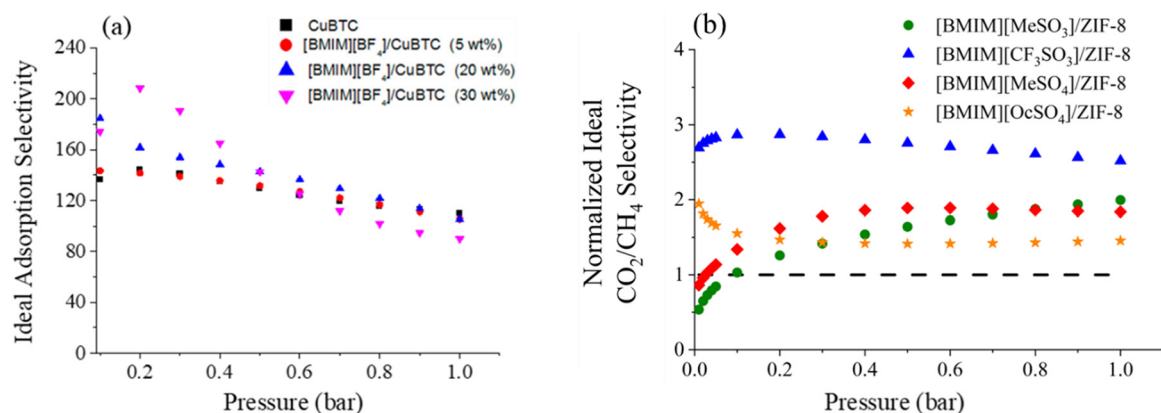 (a)
CuBTC
[BMIM][BF₄]/CuBTC (5 wt%)
[BMIM][BF₄]/CuBTC (20 wt%)
[BMIM][BF₄]/CuBTC (30 wt%)
Ideal Adsorption Selectivity
240
200
160
120
80
40
0
0.2 0.4 0.6 0.8 1.0
Pressure (bar)
(b)
[BMIM][MeSO₃]/ZIF-8
[BMIM][CF₃SO₃]/ZIF-8
[BMIM][MeSO₄]/ZIF-8
[BMIM][OcSO₄]/ZIF-8
Normalized Ideal
CO₂/CH₄ Selectivity
4
3
2
1
0
0.0 0.2 0.4 0.6 0.8 1.0
Pressure (bar)